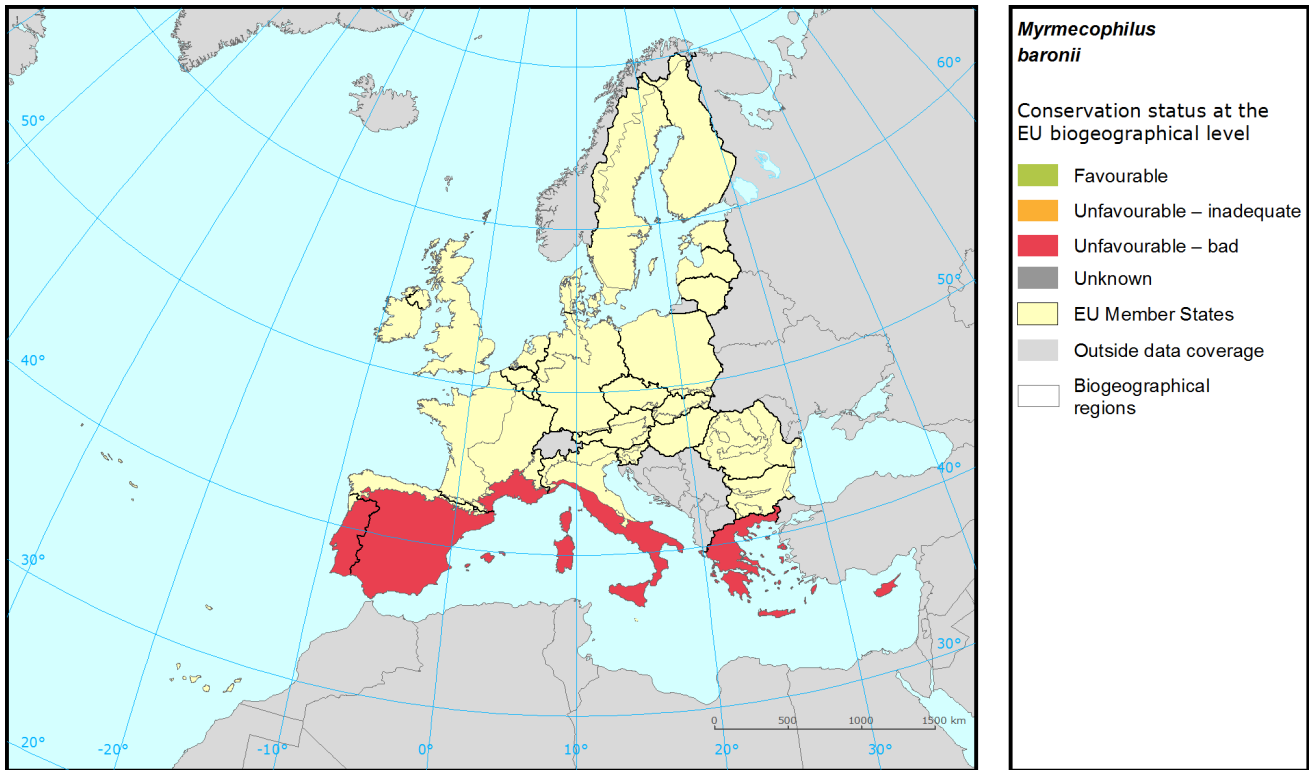 Myrmecophilus
baronii
Conservation status at the
EU biogeographical level
Favourable
Unfavourable – inadequate
Unfavourable – bad
Unknown
EU Member States
Outside data coverage
Biogeographical
regions
60°
50°
50°
40°
40°
30°
30°
0 500 1000 1500 km
20° -20° -10° 0° 10° 20° 30°